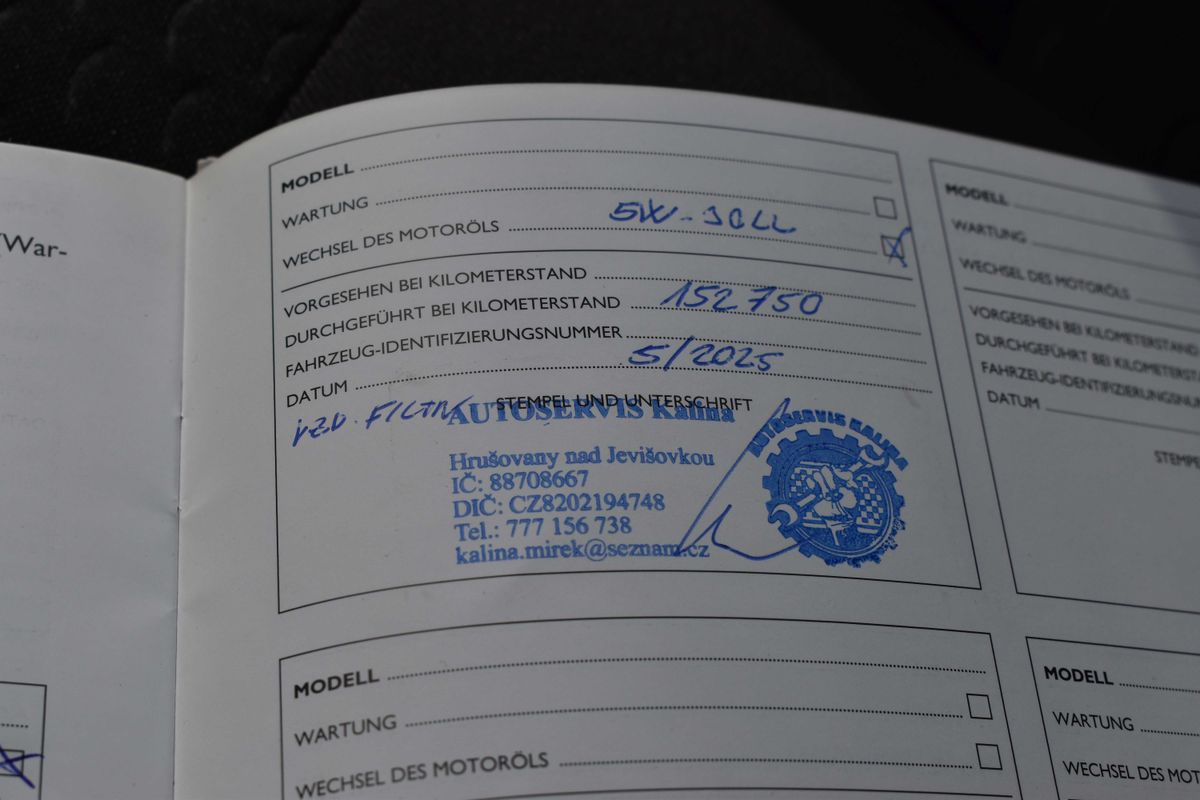 (War-
MODELL
WARTUNG
WECHSEL DES MOTORÖLS 5W-30LL
VORGESEHEN BEI KILOMETERSTAND
DURCHGEFÜHRT BEI KILOMETERSTAND 152750
FAHRZEUG-IDENTIFIZIERUNGSNUMMER
DATUM 5/2025
STEMPEL UND UNTERSCHRIFT
AUTOSERVIS Kalina
Hrušovany nad Jevišovkou
IČ: 88708667
DIČ: CZ8202194748
Tel.: 777 156 738
kalina.mirek@seznam.cz
AUTOSERVIS KALINA
MODELL
WARTUNG
WECHSEL DES MOTORÖLS
MODELL
WARTUNG
WECHSEL DES MOTORÖLS
VORGESEHEN BEI KILOMETERSTAND
DURCHGEFÜHRT BEI KILOMETERSTA
FAHRZEUG-IDENTIFIZIERUNGSNU
DATUM
STEMPE
MODELL
WARTUNG
WECHSEL DES MOTORÖLS